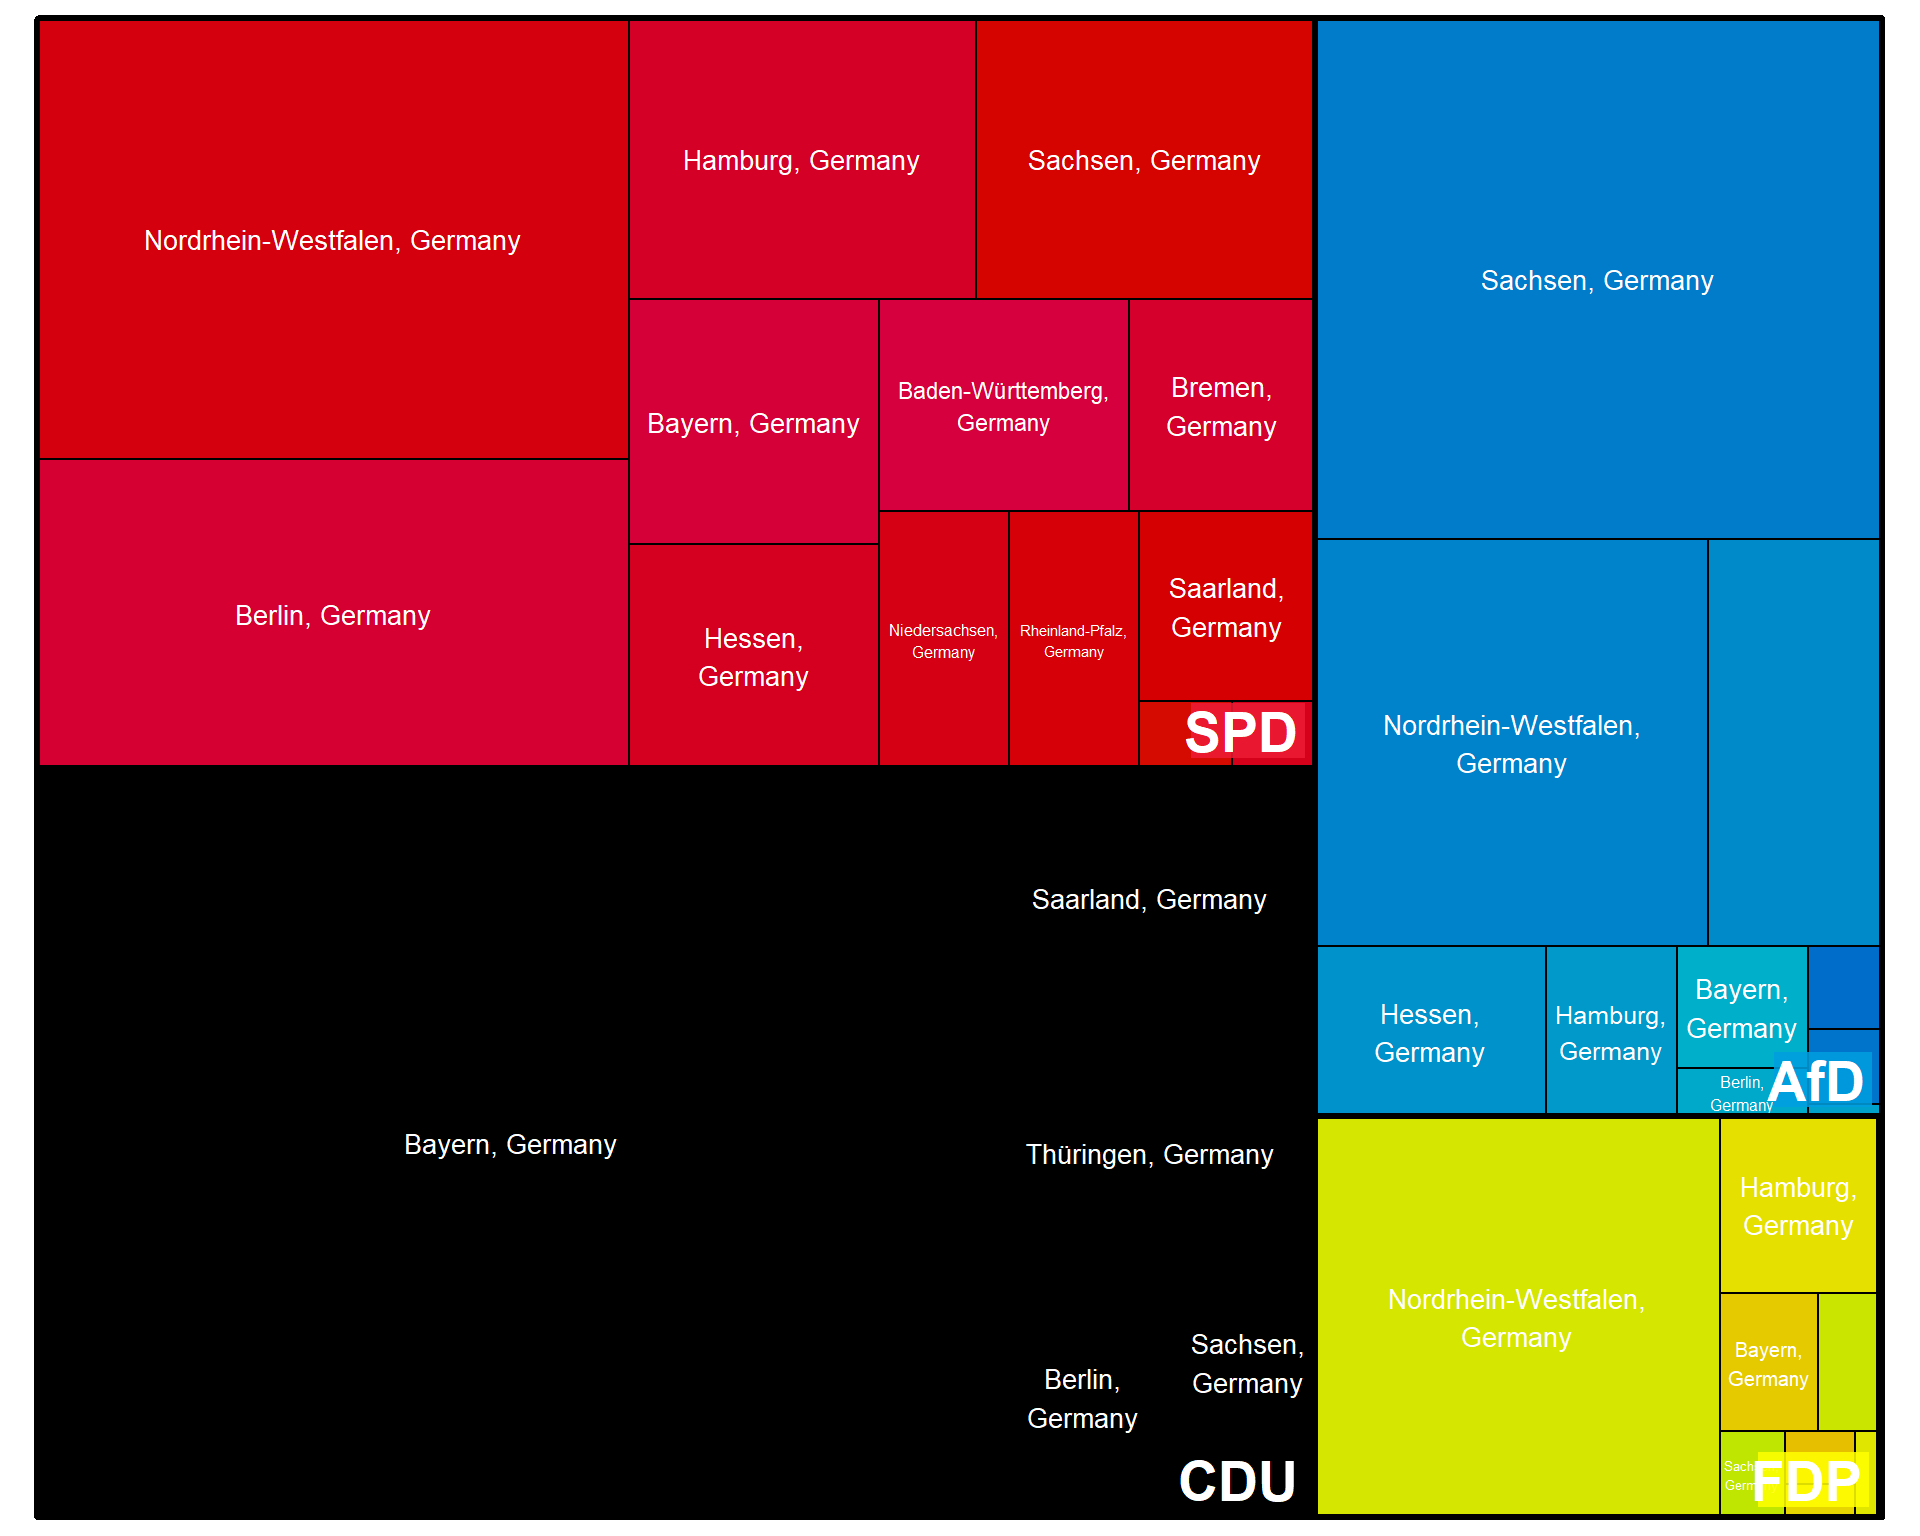 Nordrhein-Westfalen, Germany
Hamburg, Germany
Sachsen, Germany
Berlin, Germany
Bayern, Germany
Baden-Württemberg,
Germany
Bremen,
Germany
Hessen,
Germany
Niedersachsen,
Germany
Rheinland-Pfalz,
Germany
Saarland,
Germany
SPD
Bayern, Germany
Saarland, Germany
Thüringen, Germany
Berlin,
Germany
Sachsen,
Germany
CDU
Sachsen, Germany
Nordrhein-Westfalen,
Germany
Hessen,
Germany
Hamburg,
Germany
Bayern,
Germany
Berlin,
Germany
AfD
Nordrhein-Westfalen,
Germany
Hamburg,
Germany
Bayern,
Germany
FDP